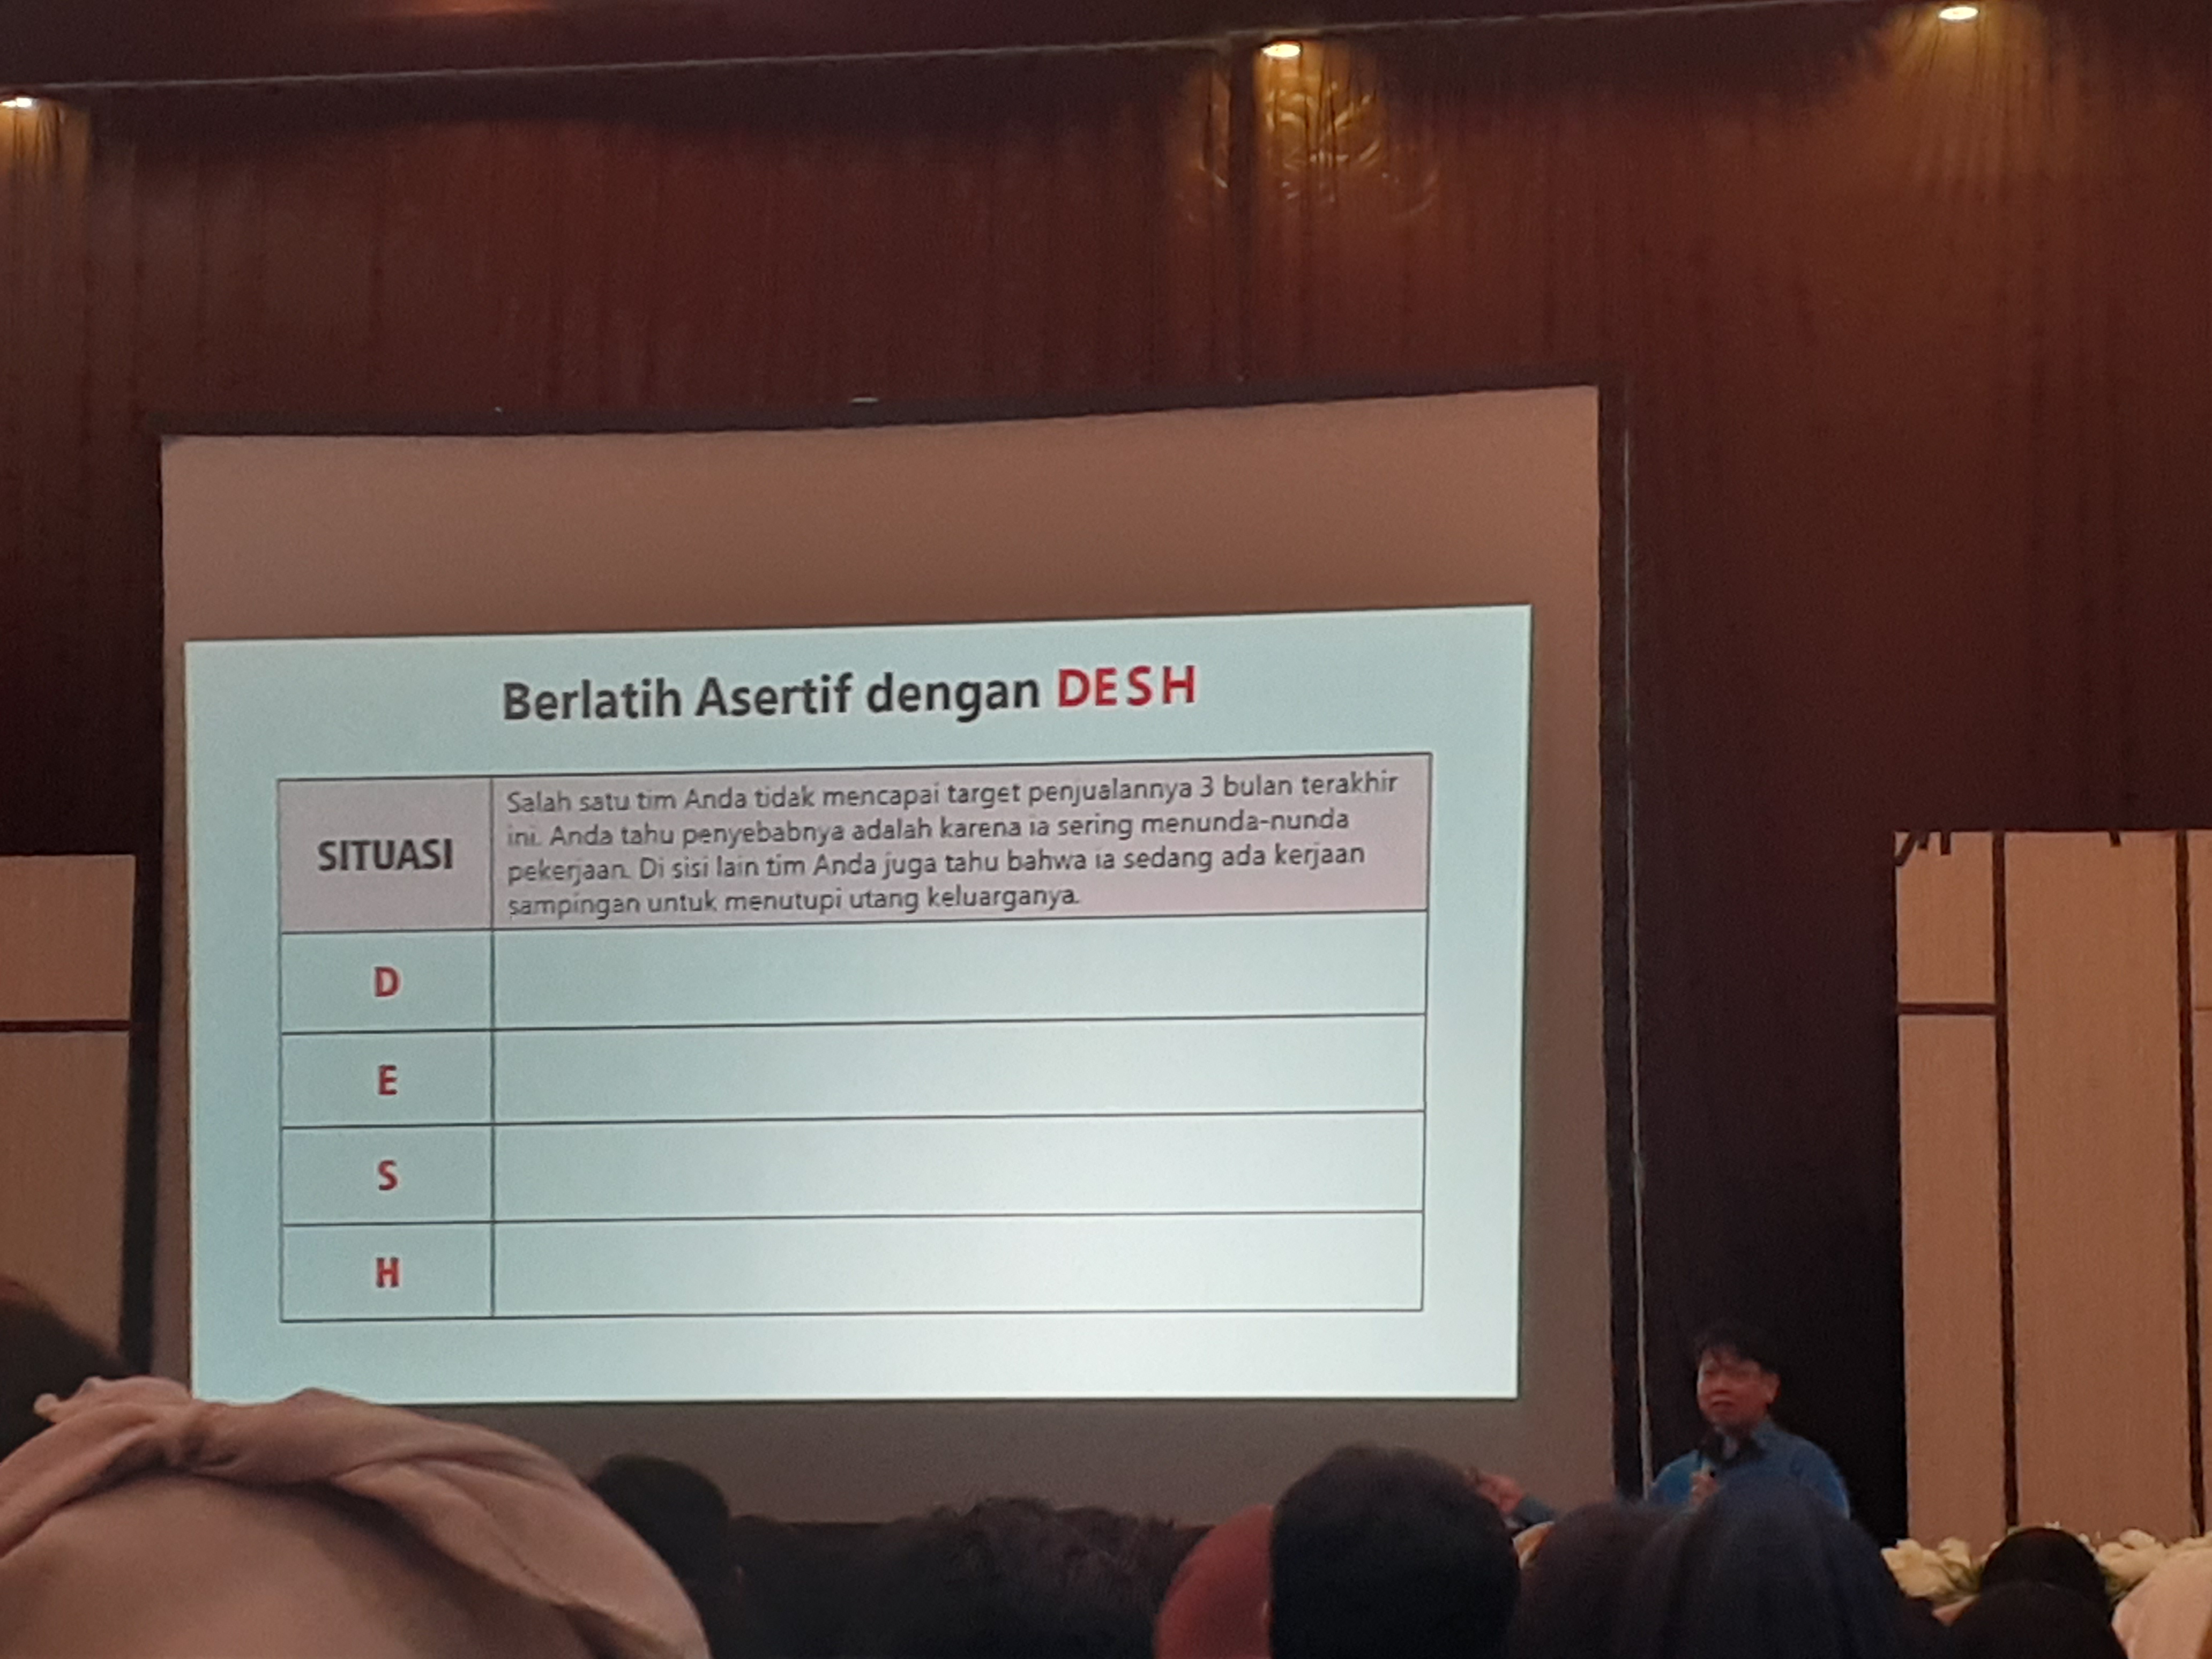 Berlatih Asertif dengan DESH
SITUASI
Salah satu tim Anda tidak mencapai target penjualannya 3 bulan terakhir
ini. Anda tahu penyebabnya adalah karena ia sering menunda-nunda
pekerjaan. Di sisi lain tim Anda juga tahu bahwa ia sedang ada kerjaan
sampingan untuk menutupi utang keluarganya.
D
E
S
H